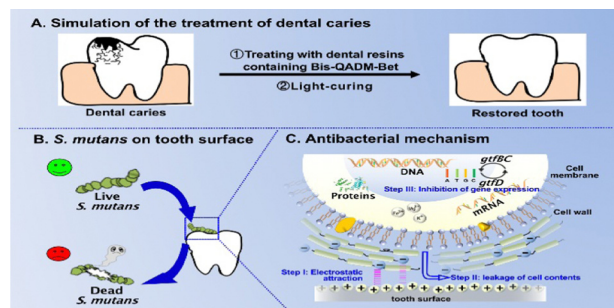 A. Simulation of the treatment of dental caries
①Treating with dental resins
containing Bis-QADM-Bet
②Light-curing
Dental caries
Restored tooth
B. S. mutans on tooth surface
Live
S. mutans
Dead
S. mutans
C. Antibacterial mechanism
DNA
A T G C
gtfBC
gtfD
Cell
membrane
Proteins
Step III: Inhibition of gene expression
mRNA
Cell wall
Step I: Electrostatic
attraction
Step II: leakage of cell contents
+ + + + + + + + + + + + +
tooth surface